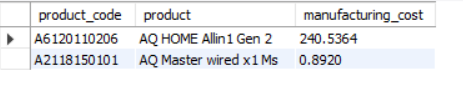 product_code product manufacturing_cost
A6120110206 AQ HOME Allin1 Gen 2 240.5364
A2118150101 AQ Master wired x1 Ms 0.8920